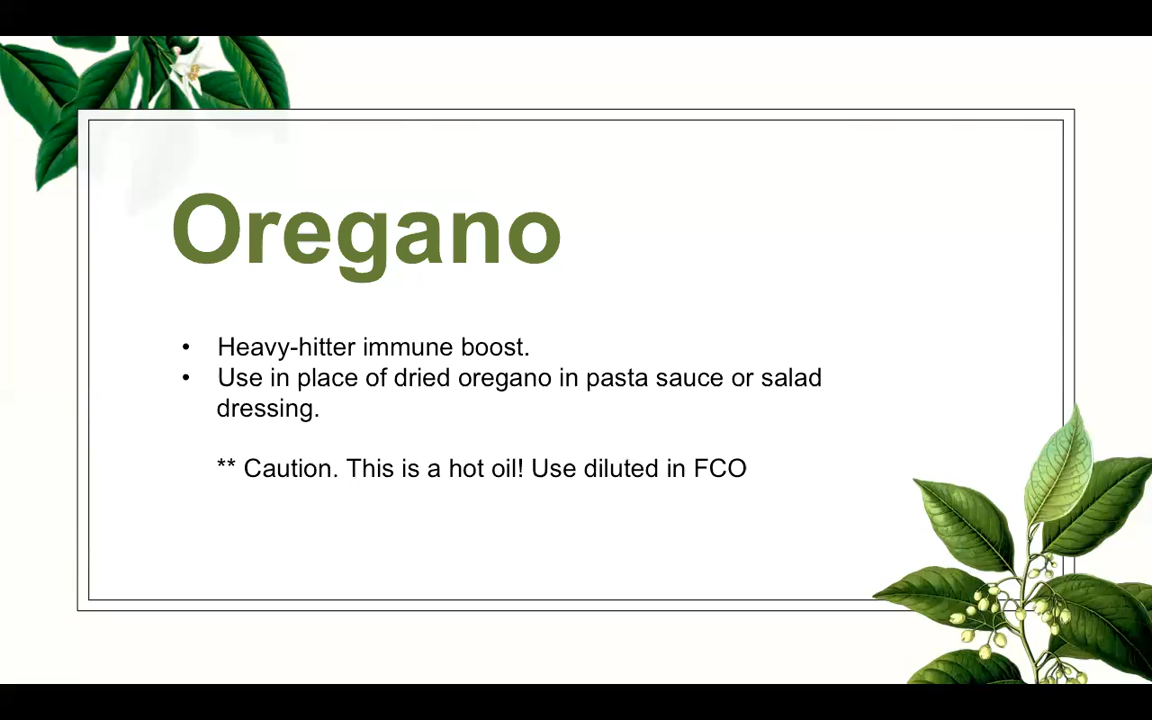 Oregano
• Heavy-hitter immune boost.
• Use in place of dried oregano in pasta sauce or salad
dressing.
** Caution. This is a hot oil! Use diluted in FCO